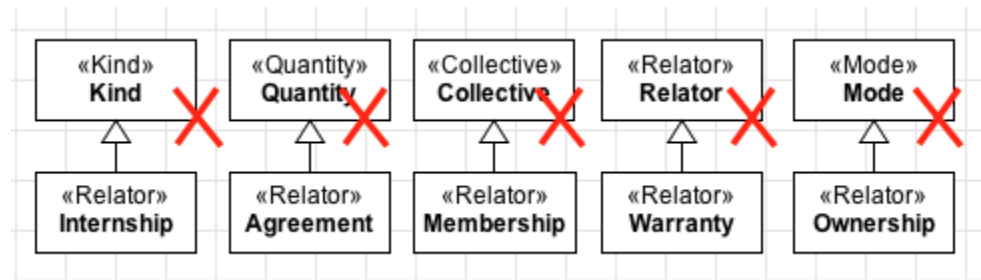 «Kind»
Kind
«Quantity»
Quantity
«Collective»
Collective
«Relator»
Relator
«Mode»
Mode
«Relator»
Internship
«Relator»
Agreement
«Relator»
Membership
«Relator»
Warranty
«Relator»
Ownership